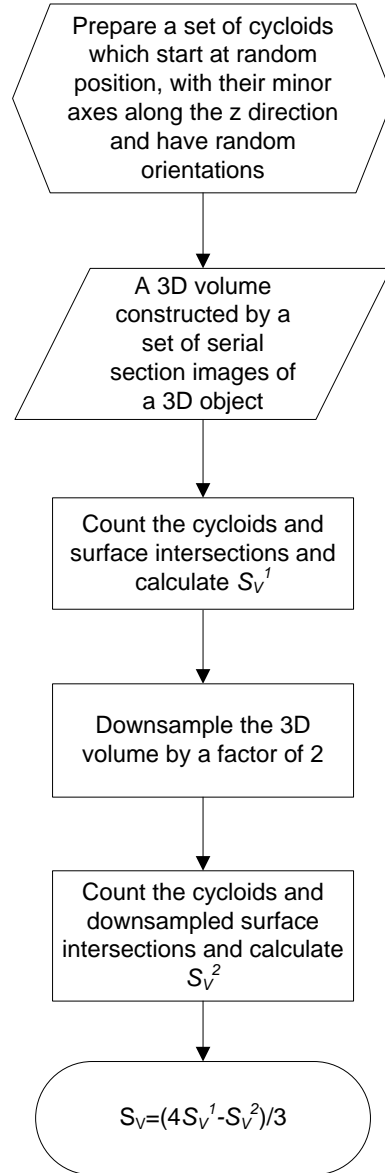 Prepare a set of cycloids
which start at random
position, with their minor
axes along the z direction
and have random
orientations
A 3D volume
constructed by a
set of serial
section images of
a 3D object
Count the cycloids and
surface intersections and
calculate S_V^1
Downsample the 3D
volume by a factor of 2
Count the cycloids and
downsampled surface
intersections and calculate
S_V^2
S_V=(4S_V^1-S_V^2)/3